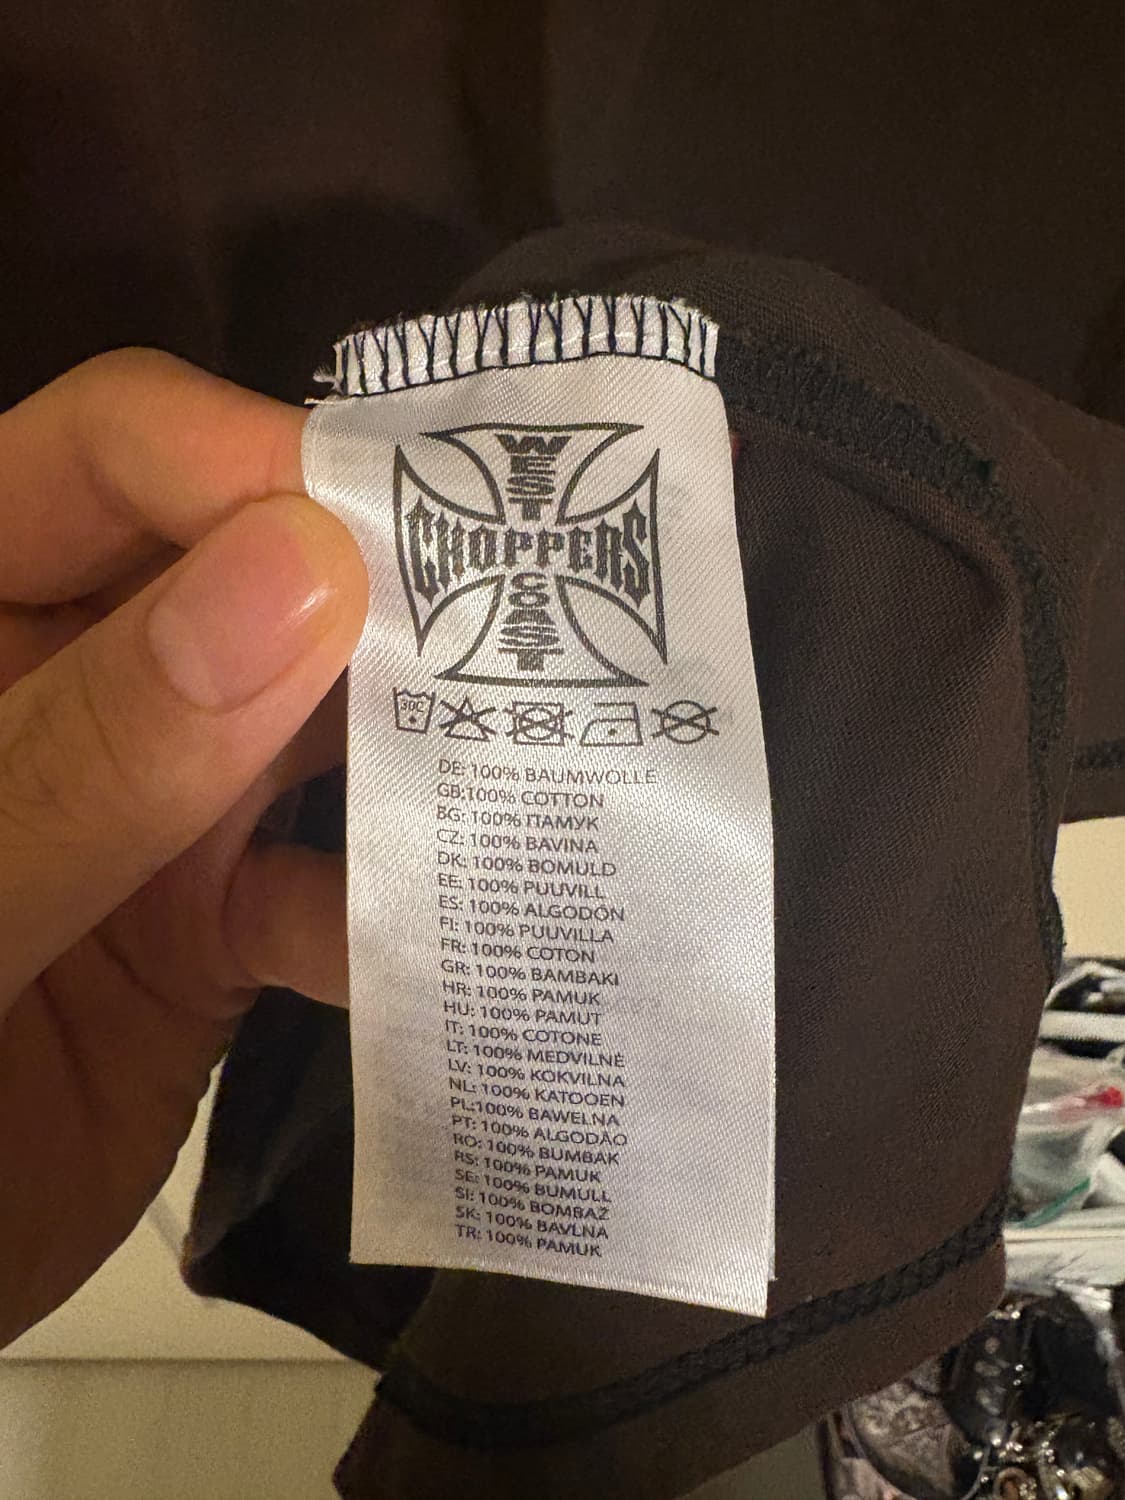 WEST
CHOPPERS
COAST
30C
DE: 100% BAUMWOLLE
GB:100% COTTON
BG: 100% ПАМУК
CZ: 100% BAVINA
DK: 100% BOMULD
EE: 100% PUUVILL
ES: 100% ALGODÓN
FI: 100% PUUVILLA
FR: 100% COTON
GR: 100% BAMBAKI
HR: 100% PAMUK
HU: 100% PAMUT
IT: 100% COTONE
LT: 100% MEDVILNĖ
LV: 100% KOKVILNA
NL: 100% KATOOEN
PL:100% BAWELNA
PT: 100% ALGODÃO
RO: 100% BUMBAK
RS: 100% PAMUK
SE: 100% BUMULL
SI: 100% BOMBAŽ
SK: 100% BAVLNA
TR: 100% PAMUK